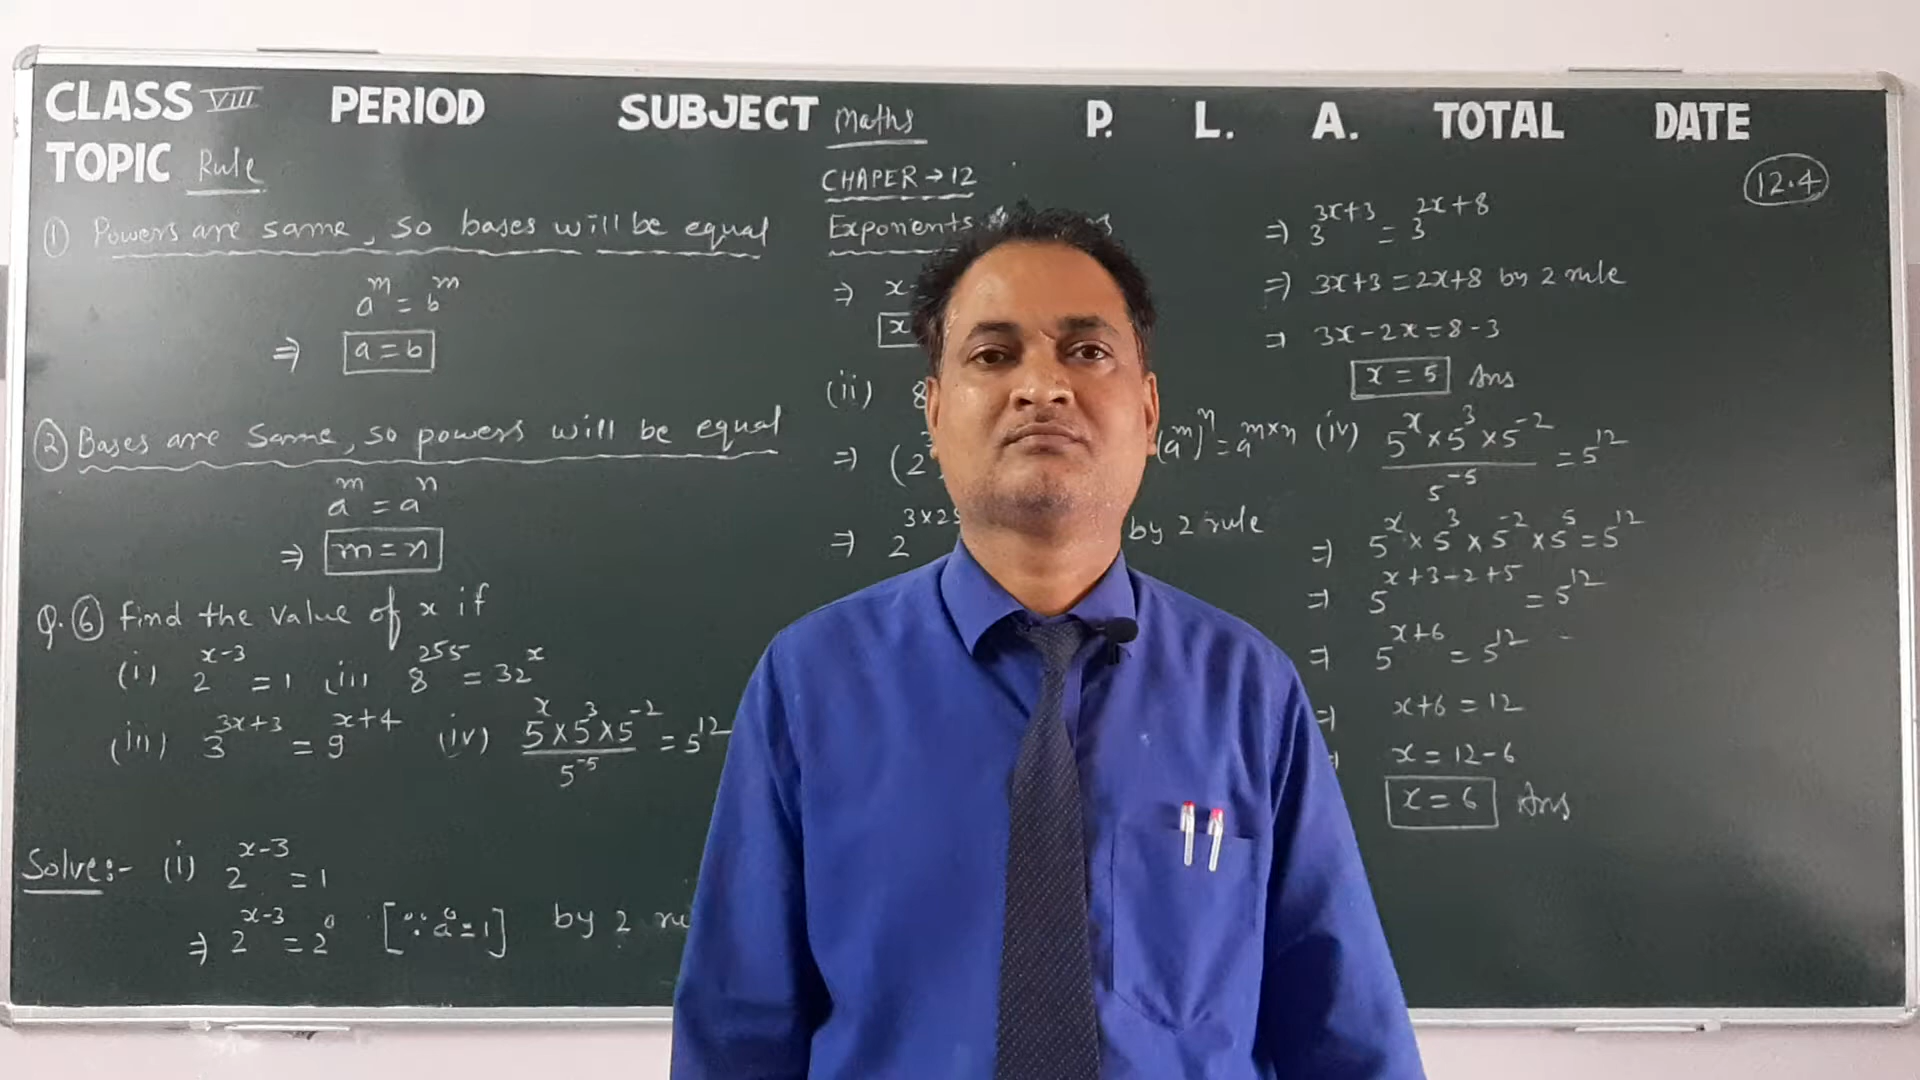 CLASS VIII PERIOD SUBJECT Maths P. L. A. TOTAL DATE
TOPIC Rule
① Powers are same, so bases will be equal
a^m = b^m
⇒ a = b
② Bases are same, so powers will be equal
a^m = a^n
⇒ m = n
Q.⑥ find the value of x if
(i) 2^(x-3) = 1 (ii) 8^255 = 32^x
(iii) 3^(3x+3) = 9^(x+4) (iv) (5^x × 5^3 × 5^-2)/5^-5 = 5^12
Solve:- (i) 2^(x-3) = 1
⇒ 2^(x-3) = 2^0 [∵ a^0 = 1] by 2
CHAPER → 12
Exponents
⇒ x
x
(ii) 8
⇒ (2 (a^m)^n = a^(m×n)
⇒ 2^(3×25 by 2 rule
12.4
⇒ 3^(3x+3) = 3^(2x+8)
⇒ 3x+3 = 2x+8 by 2 rule
⇒ 3x-2x = 8-3
x = 5 Ans
(iv) (5^x × 5^3 × 5^-2)/5^-5 = 5^12
⇒ 5^x × 5^3 × 5^-2 × 5^5 = 5^12
⇒ 5^(x+3-2+5) = 5^12
⇒ 5^(x+6) = 5^12
⇒ x+6 = 12
x = 12-6
x = 6 Ans